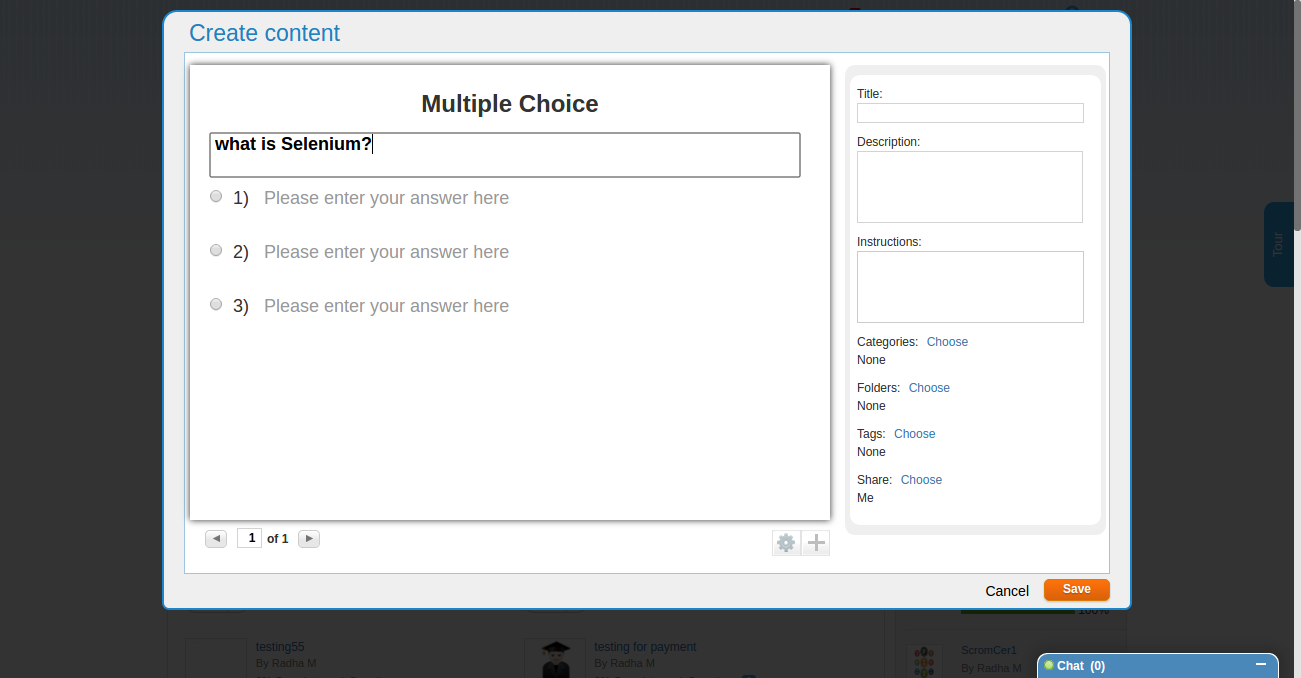 Create content
Multiple Choice
what is Selenium?
1) Please enter your answer here
2) Please enter your answer here
3) Please enter your answer here
1 of 1
Title:
Description:
Instructions:
Categories: Choose
None
Folders: Choose
None
Tags: Choose
None
Share: Choose
Me
Cancel
Save
Tour
100%
testing55
By Radha M
testing for payment
By Radha M
ScromCer1
By Radha M
Chat (0)